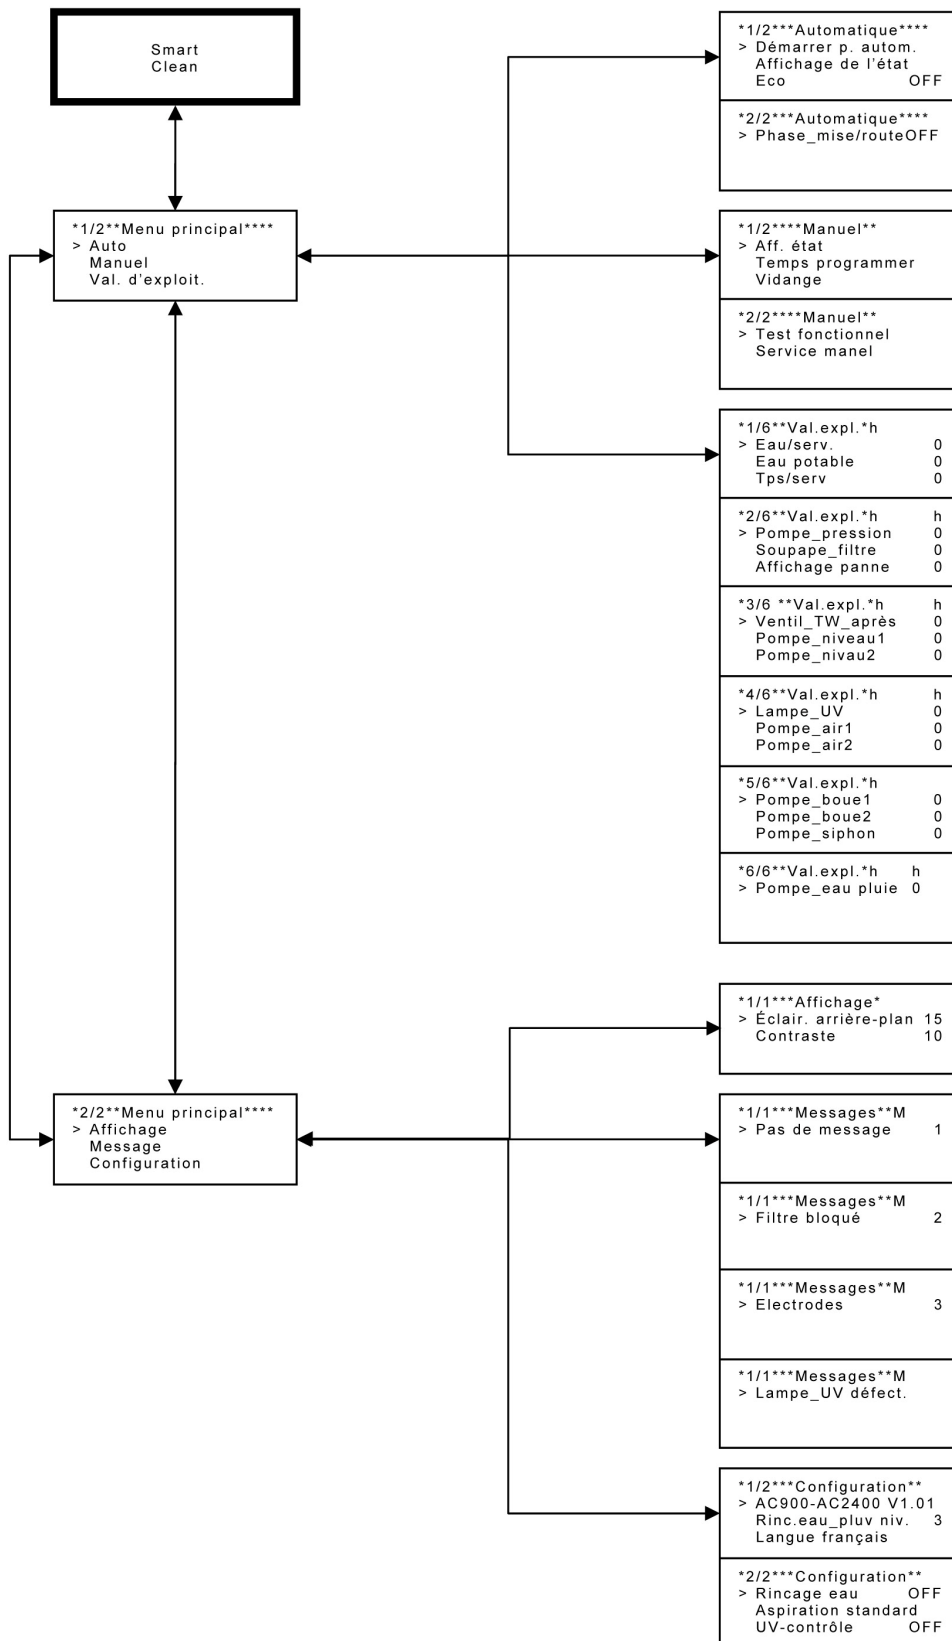 Smart
Clean
*1/2**Menu principal****
> Auto
Manuel
Val. d'exploit.
*2/2**Menu principal****
> Affichage
Message
Configuration
*1/2***Automatique****
> Démarrer p. autom.
Affichage de l'état
Eco OFF
*2/2***Automatique****
> Phase_mise/routeOFF
*1/2****Manuel**
> Aff. état
Temps programmer
Vidange
*2/2****Manuel**
> Test fonctionnel
Service manel
*1/6**Val.expl.*h
> Eau/serv. 0
Eau potable 0
Tps/serv 0
*2/6**Val.expl.*h h
> Pompe_pression 0
Soupape_filtre 0
Affichage panne 0
*3/6 **Val.expl.*h h
> Ventil_TW_après 0
Pompe_niveau1 0
Pompe_nivau2 0
*4/6**Val.expl.*h h
> Lampe_UV 0
Pompe_air1 0
Pompe_air2 0
*5/6**Val.expl.*h
> Pompe_boue1 0
Pompe_boue2 0
Pompe_siphon 0
*6/6**Val.expl.*h h
> Pompe_eau pluie 0
*1/1***Affichage*
> Éclair. arrière-plan 15
Contraste 10
*1/1***Messages**M
> Pas de message 1
*1/1***Messages**M
> Filtre bloqué 2
*1/1***Messages**M
> Electrodes 3
*1/1***Messages**M
> Lampe_UV défect.
*1/2***Configuration**
> AC900-AC2400 V1.01
Rinc.eau_pluv niv. 3
Langue français
*2/2***Configuration**
> Rincage eau OFF
Aspiration standard
UV-contrôle OFF